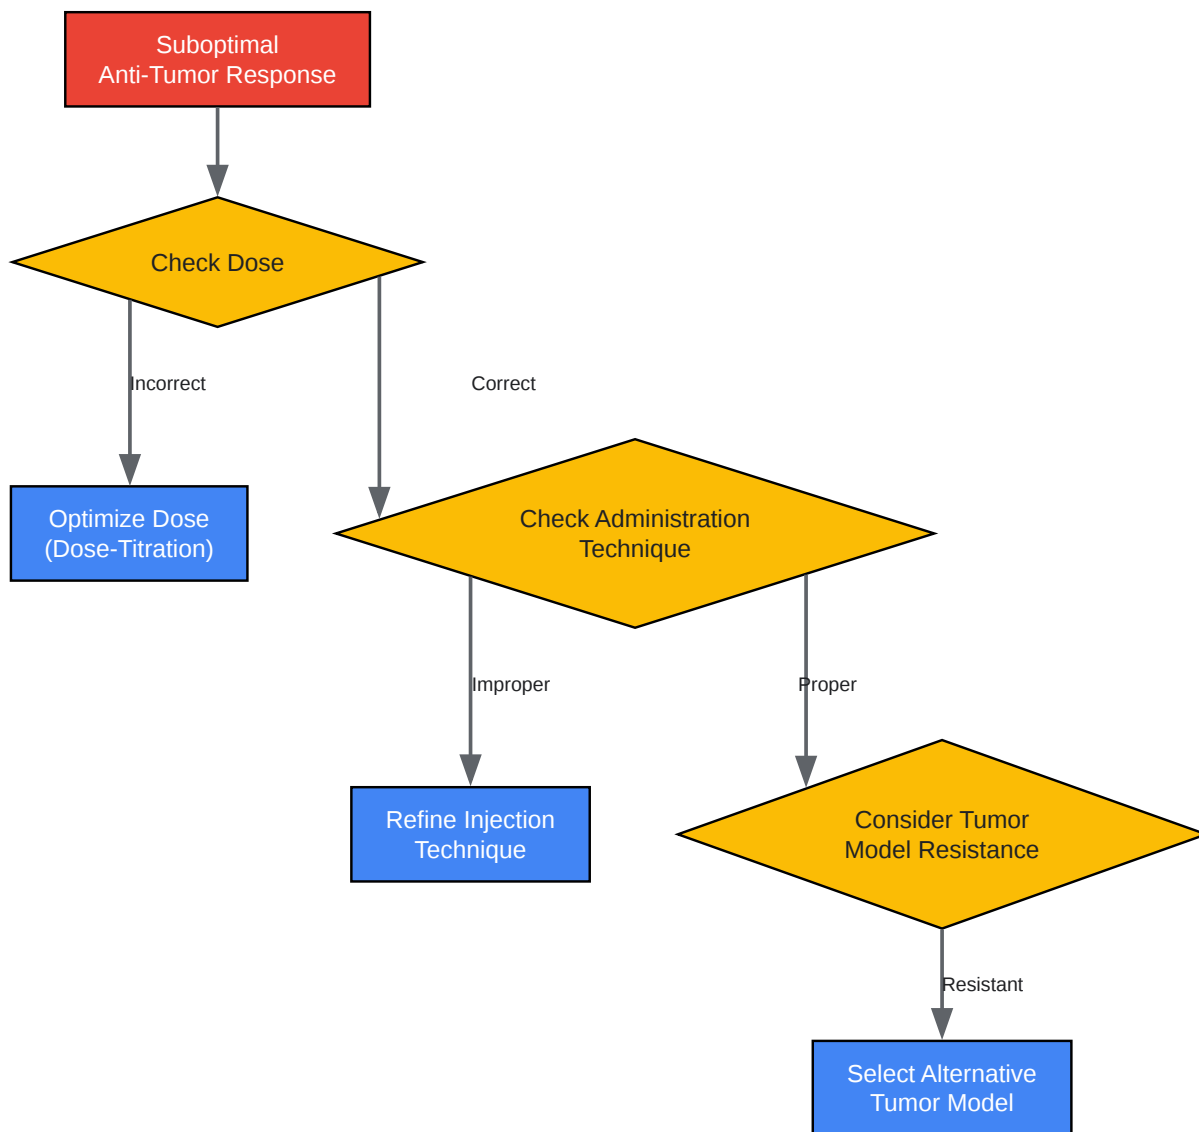 Suboptimal
Anti-Tumor Response
Check Dose
Incorrect
Correct
Optimize Dose
(Dose-Titration)
Check Administration
Technique
Improper
Proper
Refine Injection
Technique
Consider Tumor
Model Resistance
Resistant
Select Alternative
Tumor Model